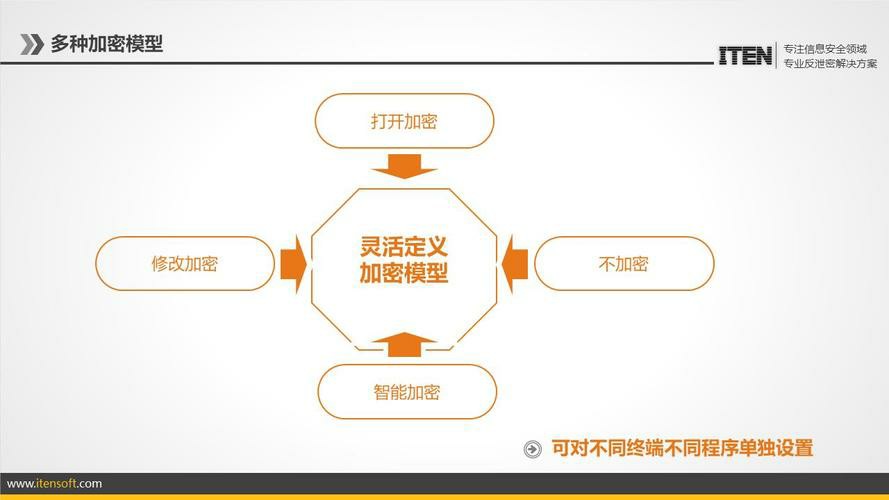 多种加密模型
ITEN
专注信息安全领域
专业反泄密解决方案
打开加密
修改加密
灵活定义
加密模型
不加密
智能加密
可对不同终端不同程序单独设置
www.itensoft.com